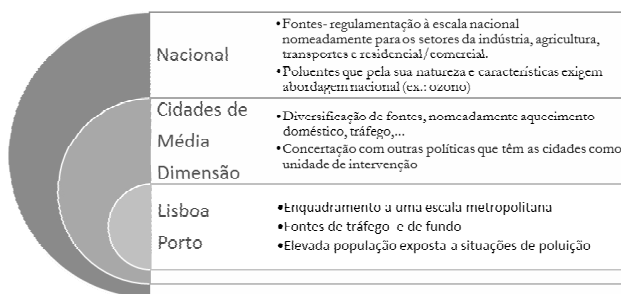 Nacional
•Fontes- regulamentação à escala nacional
nomeadamente para os setores da indústria, agricultura,
transportes e residencial/comercial.
•Poluentes que pela sua natureza e características exigem
abordagem nacional (ex.: ozono)
Cidades de
Média
Dimensão
•Diversificação de fontes, nomeadamente aquecimento
doméstico, tráfego,...
•Concertação com outras políticas que têm as cidades como
unidade de intervenção
Lisboa
Porto
•Enquadramento a uma escala metropolitana
•Fontes de tráfego e de fundo
•Elevada população exposta a situações de poluição